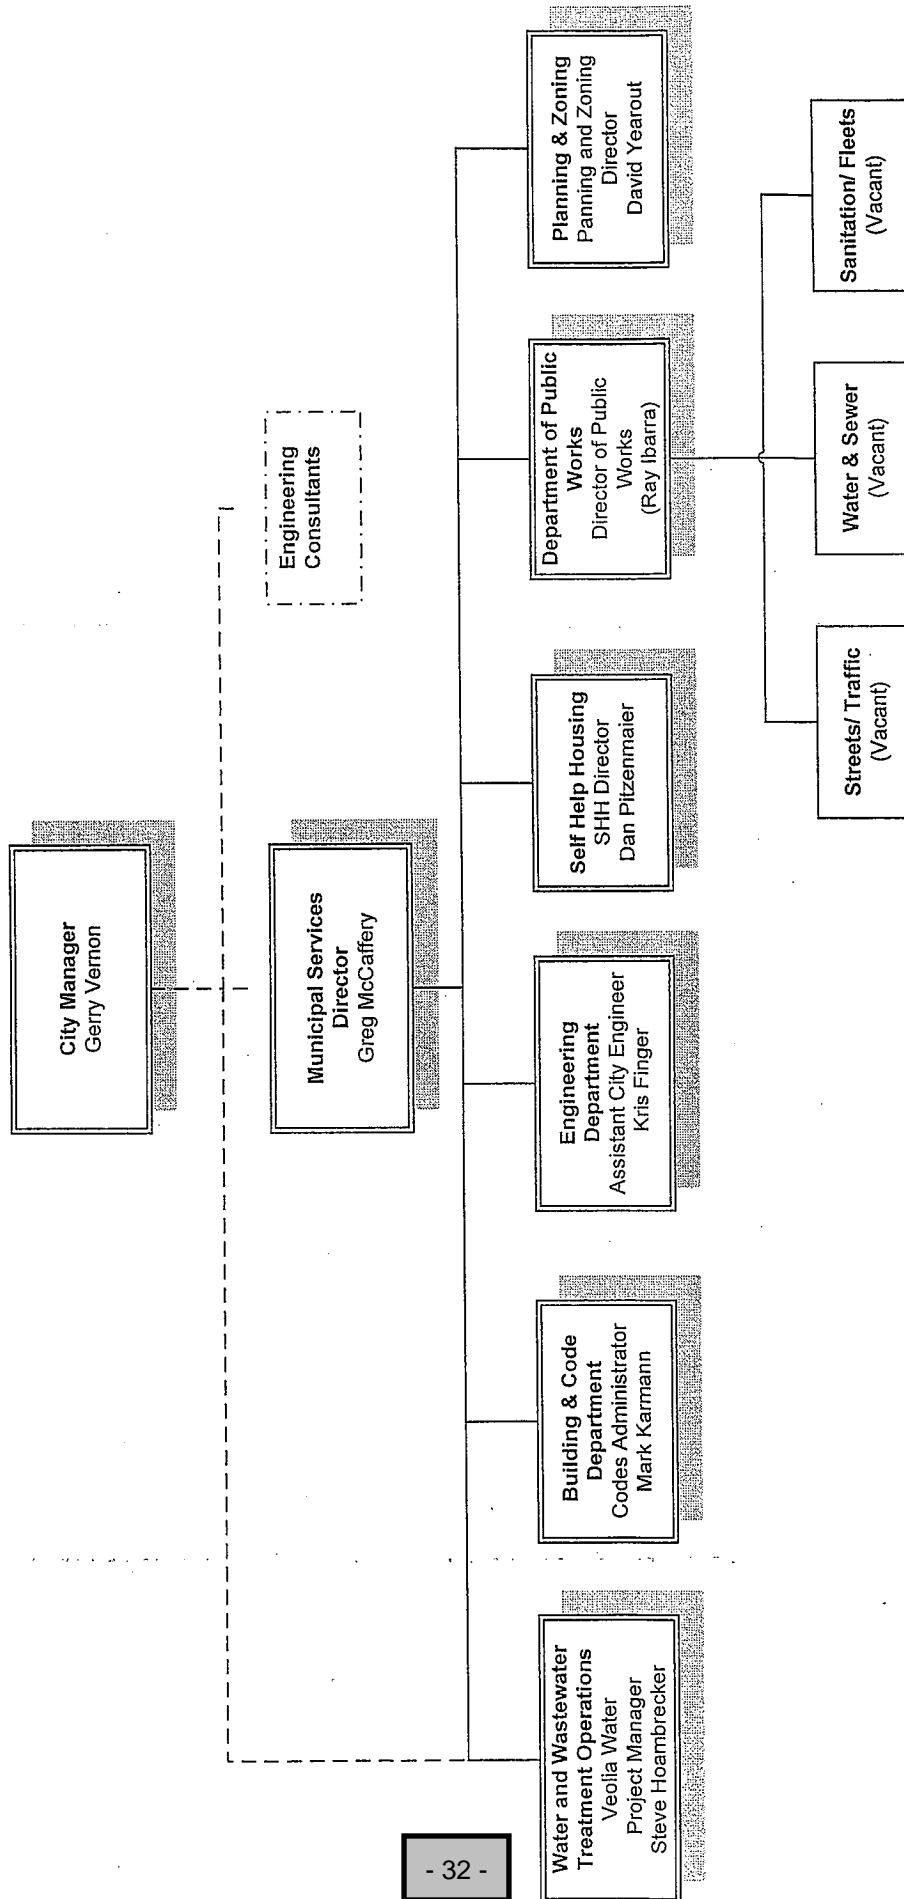 City Manager
Gerry Vernon
Engineering
Consultants
Municipal Services
Director
Greg McCaffery
Water and Wastewater
Treatment Operations
Veolia Water
Project Manager
Steve Hoambrecker
Building & Code
Department
Codes Administrator
Mark Karmann
Engineering
Department
Assistant City Engineer
Kris Finger
Self Help Housing
SHH Director
Dan Pitzenmaier
Department of Public
Works
Director of Public
Works
(Ray Ibarra)
Planning & Zoning
Panning and Zoning
Director
David Yearout
Streets/ Traffic
(Vacant)
Water & Sewer
(Vacant)
Sanitation/ Fleets
(Vacant)
- 32 -